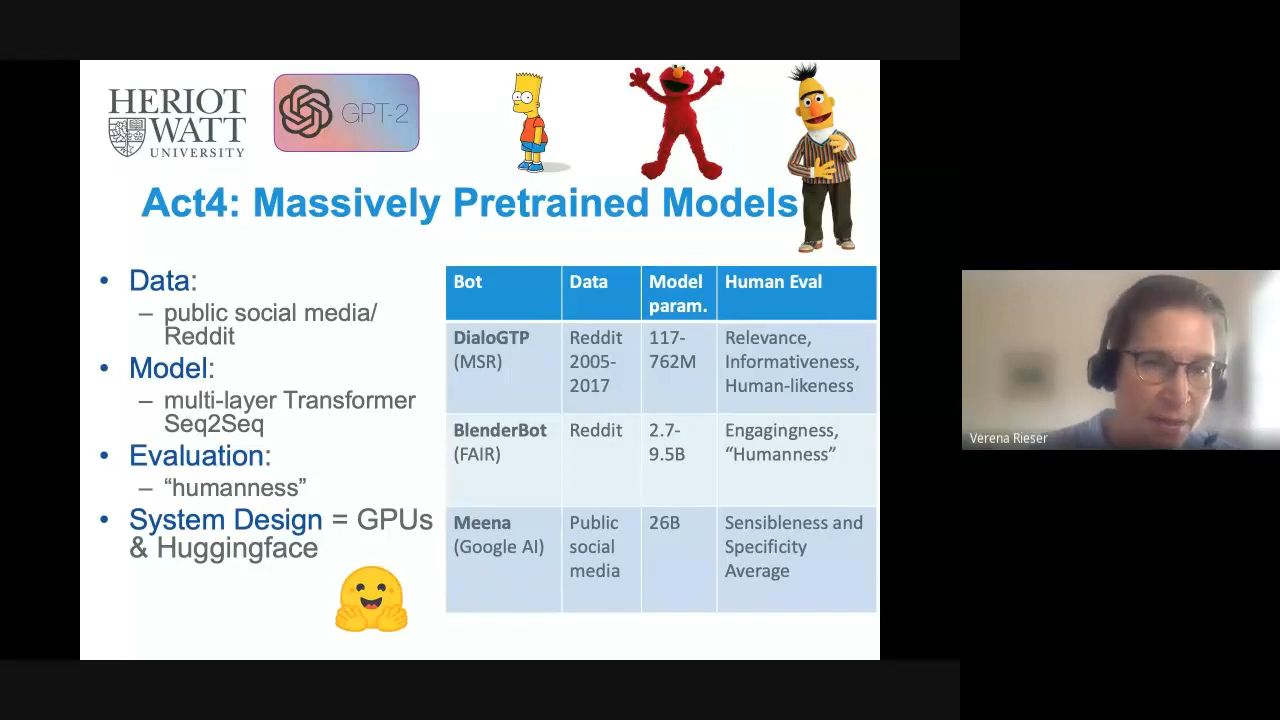 HERIOT
WATT
UNIVERSITY
GPT-2
Act4: Massively Pretrained Models
• Data:
– public social media/
Reddit
• Model:
– multi-layer Transformer
Seq2Seq
• Evaluation:
– “humanness”
• System Design = GPUs
& Huggingface
Bot Data Model param. Human Eval
DialoGTP (MSR) Reddit 2005-2017 117-762M Relevance, Informativeness, Human-likeness
BlenderBot (FAIR) Reddit 2.7-9.5B Engagingness, “Humanness”
Meena (Google AI) Public social media 26B Sensibleness and Specificity Average
Verena Rieser